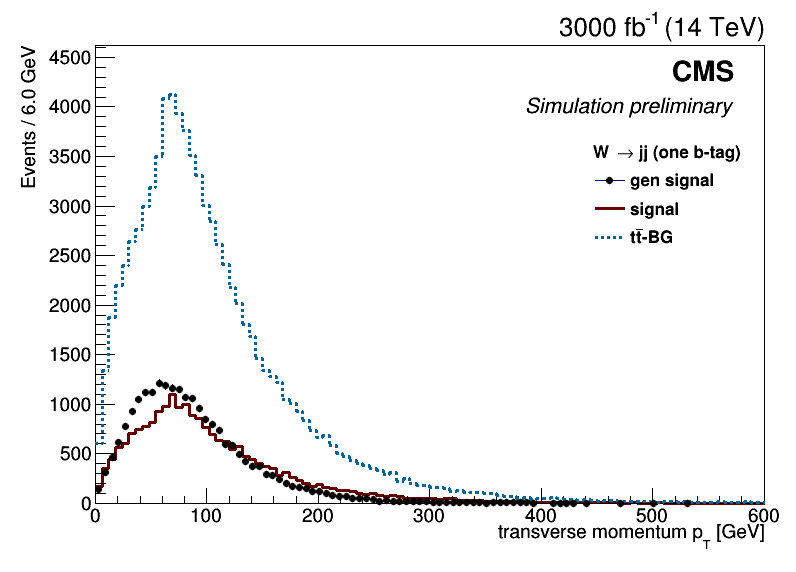 3000 fb⁻¹ (14 TeV)
Events / 6.0 GeV
CMS
Simulation preliminary
W → jj (one b-tag)
gen signal
signal
tt̄-BG
4500
4000
3500
3000
2500
2000
1500
1000
500
0
0 100 200 300 400 500 600
transverse momentum p_T [GeV]